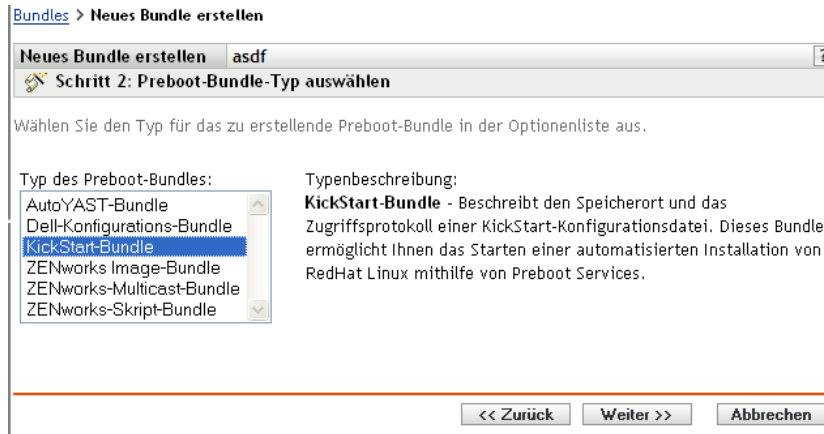 Bundles > Neues Bundle erstellen
Neues Bundle erstellen asdf
Schritt 2: Preboot-Bundle-Typ auswählen
Wählen Sie den Typ für das zu erstellende Preboot-Bundle in der Optionenliste aus.
Typ des Preboot-Bundles:
AutoYAST-Bundle
Dell-Konfigurations-Bundle
KickStart-Bundle
ZENworks Image-Bundle
ZENworks-Multicast-Bundle
ZENworks-Skript-Bundle
Typenbeschreibung:
KickStart-Bundle - Beschreibt den Speicherort und das
Zugriffsprotokoll einer KickStart-Konfigurationsdatei. Dieses Bundle
ermöglicht Ihnen das Starten einer automatisierten Installation von
RedHat Linux mithilfe von Preboot Services.
<< Zurück Weiter >> Abbrechen